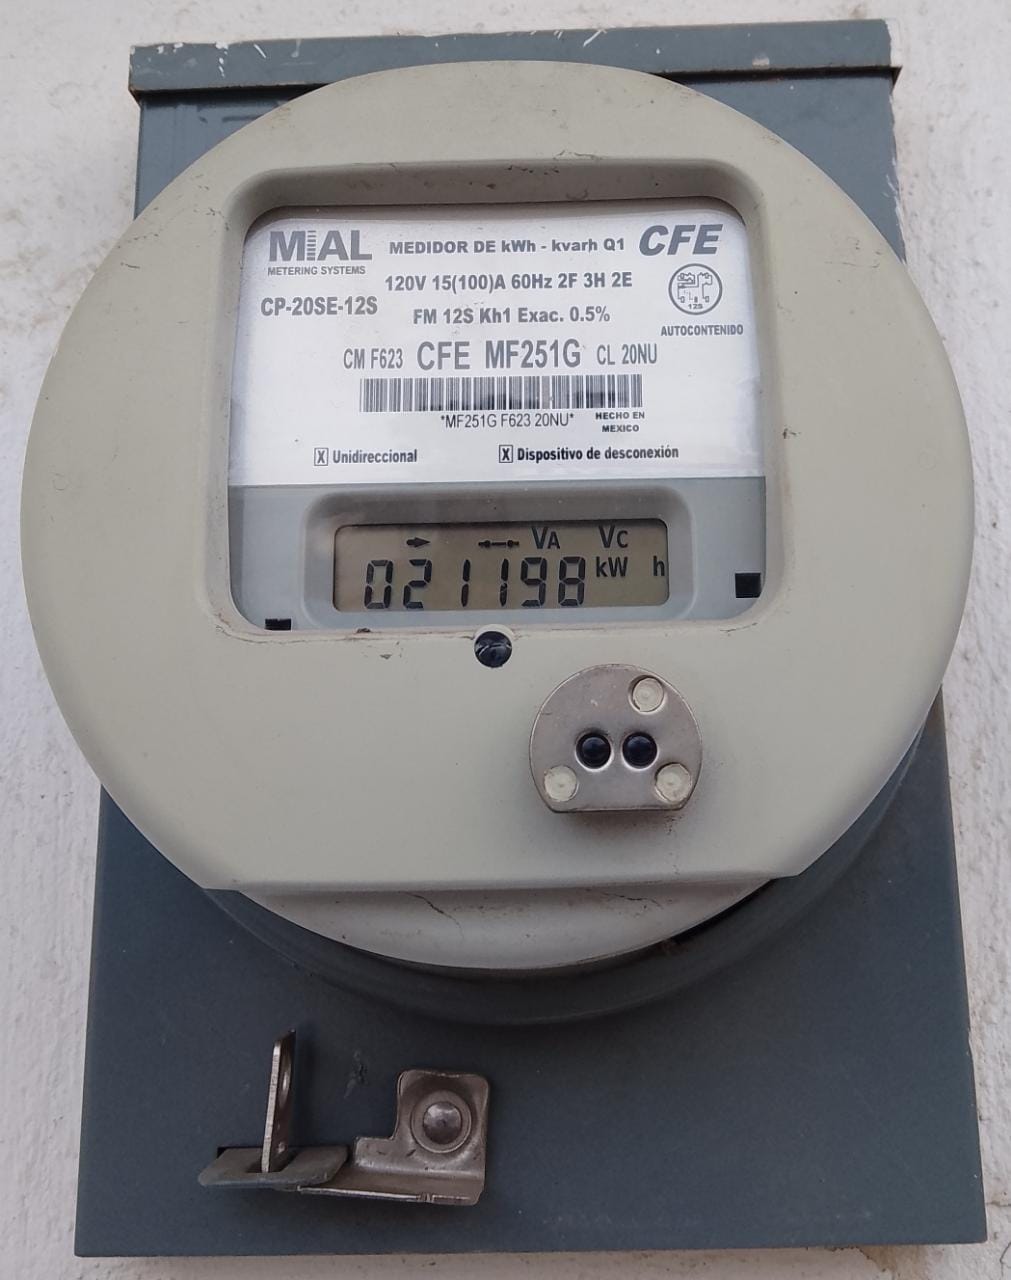 MIAL
METERING SYSTEMS
MEDIDOR DE kWh - kvarh Q1
CFE
120V 15(100)A 60Hz 2F 3H 2E
CP-20SE-12S
FM 12S Kh1 Exac. 0.5%
12S
AUTOCONTENIDO
CM F623 CFE MF251G CL 20NU
*MF251G F623 20NU*
HECHO EN
MEXICO
X Unidireccional
X Dispositivo de desconexión
VA VC
021198 kW h